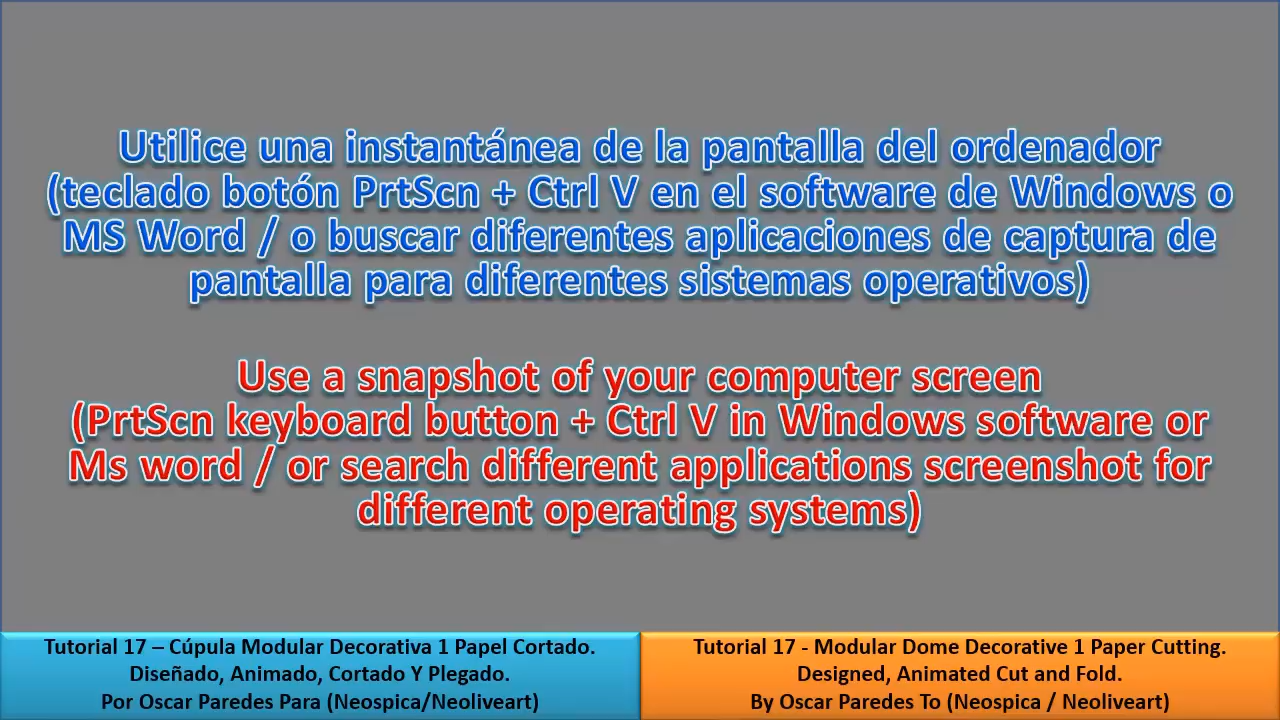 Utilice una instantánea de la pantalla del ordenador
(teclado botón PrtScn + Ctrl V en el software de Windows o
MS Word / o buscar diferentes aplicaciones de captura de
pantalla para diferentes sistemas operativos)
Use a snapshot of your computer screen
(PrtScn keyboard button + Ctrl V in Windows software or
Ms word / or search different applications screenshot for
different operating systems)
Tutorial 17 – Cúpula Modular Decorativa 1 Papel Cortado.
Diseñado, Animado, Cortado Y Plegado.
Por Oscar Paredes Para (Neospica/Neoliveart)
Tutorial 17 - Modular Dome Decorative 1 Paper Cutting.
Designed, Animated Cut and Fold.
By Oscar Paredes To (Neospica / Neoliveart)